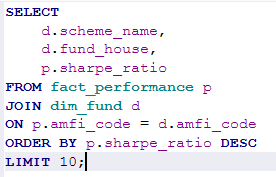 SELECT
    d.scheme_name,
    d.fund_house,
    p.sharpe_ratio
FROM fact_performance p
JOIN dim_fund d
ON p.amfi_code = d.amfi_code
ORDER BY p.sharpe_ratio DESC
LIMIT 10;